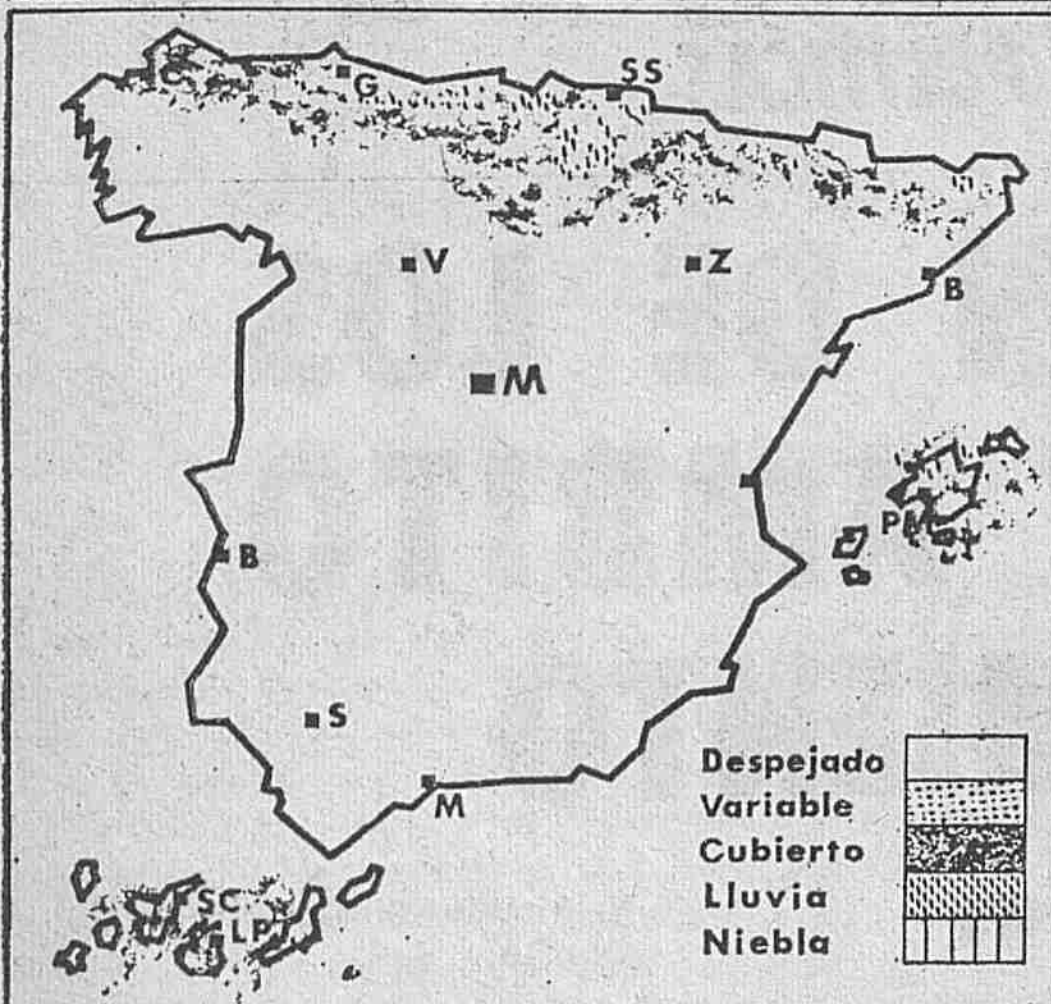 C
G
SS
V
Z
B
M
PM
B
S
M
SC
LP
Despejado
Variable
Cubierto
Lluvia
Niebla